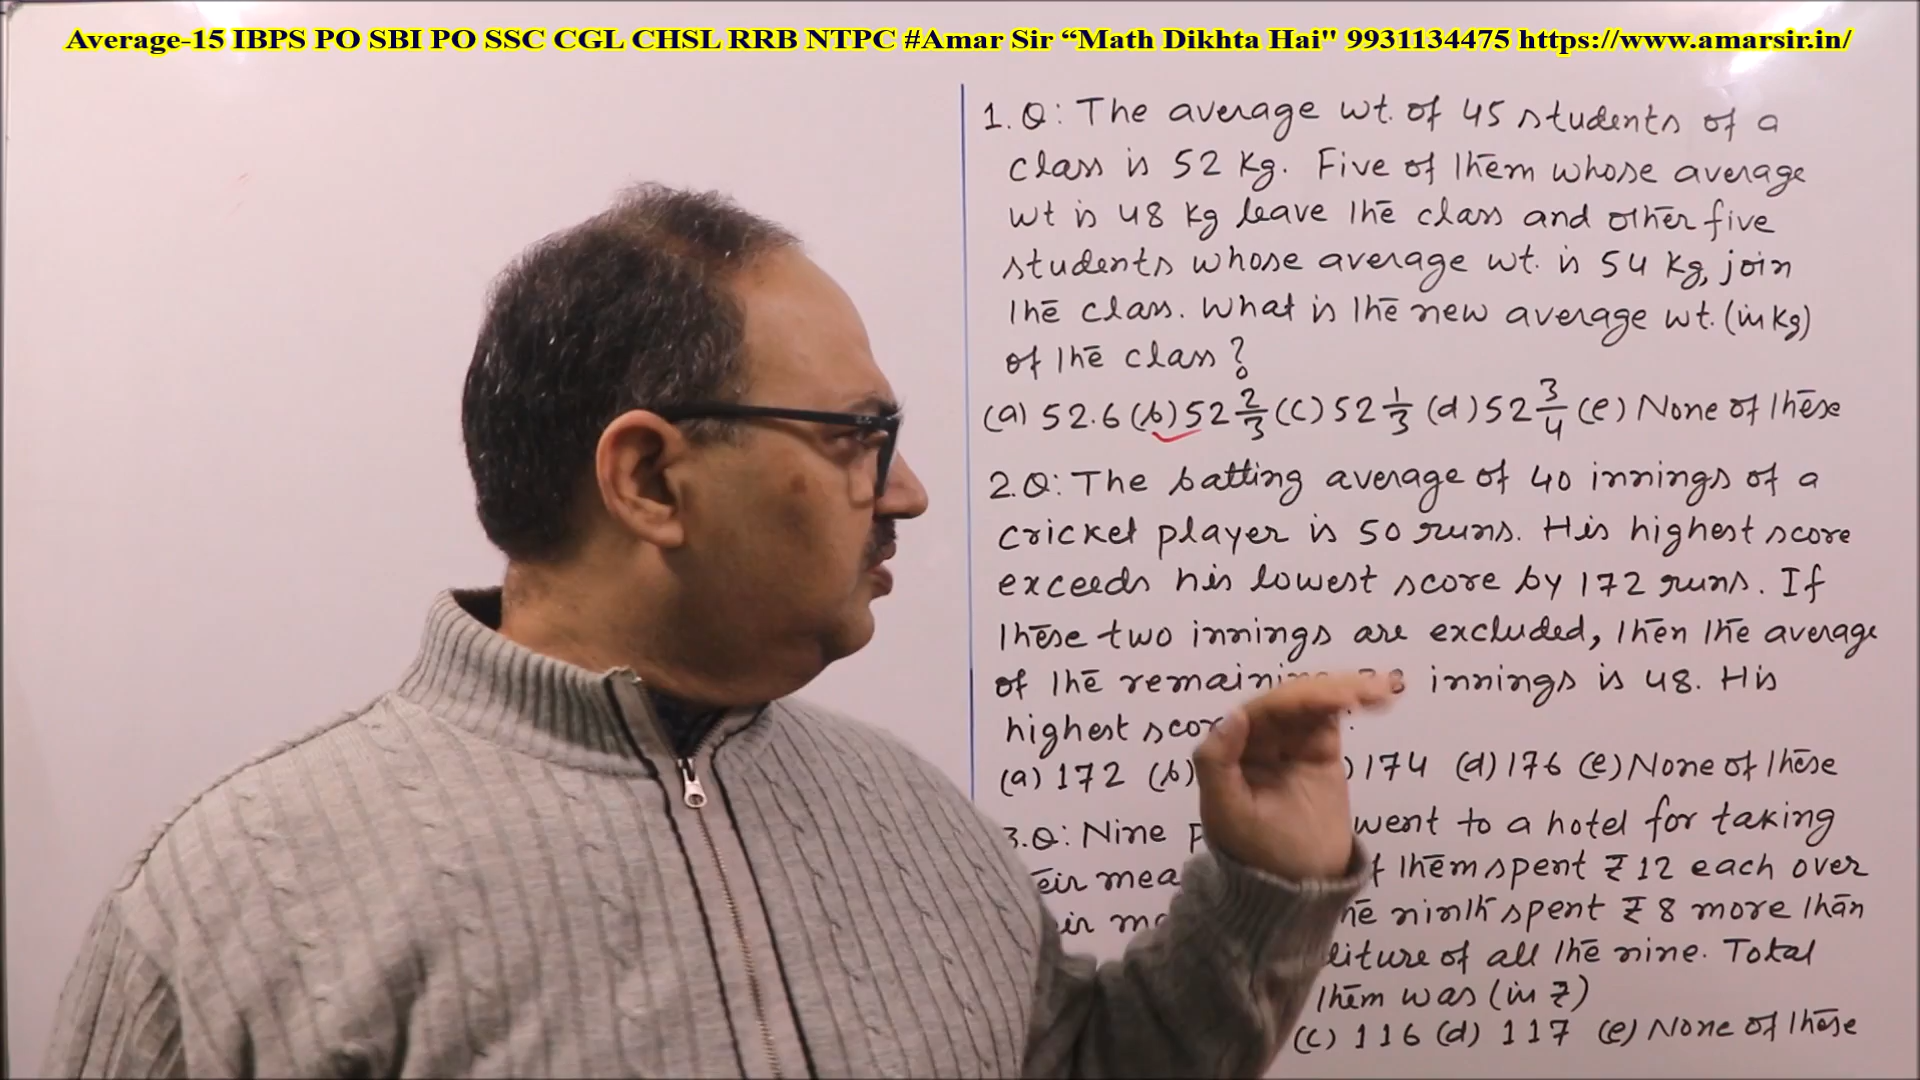 Average-15 IBPS PO SBI PO SSC CGL CHSL RRB NTPC #Amar Sir “Math Dikhta Hai" 9931134475 https://www.amarsir.in/
1. Q: The average wt. of 45 students of a
class is 52 kg. Five of them whose average
wt is 48 kg leave the class and other five
students whose average wt. is 54 kg, join
the class. What is the new average wt. (in kg)
of the class?
(a) 52.6 (b) 52 2/3 (c) 52 1/3 (d) 52 3/4 (e) None of these
2. Q: The batting average of 40 innings of a
cricket player is 50 runs. His highest score
exceeds his lowest score by 172 runs. If
these two innings are excluded, then the average
of the remaining innings is 48. His
highest
(a) 172 (b) ) 174 (d) 176 (e) None of these
3. Q: Nine went to a hotel for taking
them spent ₹ 12 each over
ninth spent ₹ 8 more than
of all the nine. Total
them was (in ₹)
(c) 116 (d) 117 (e) None of these